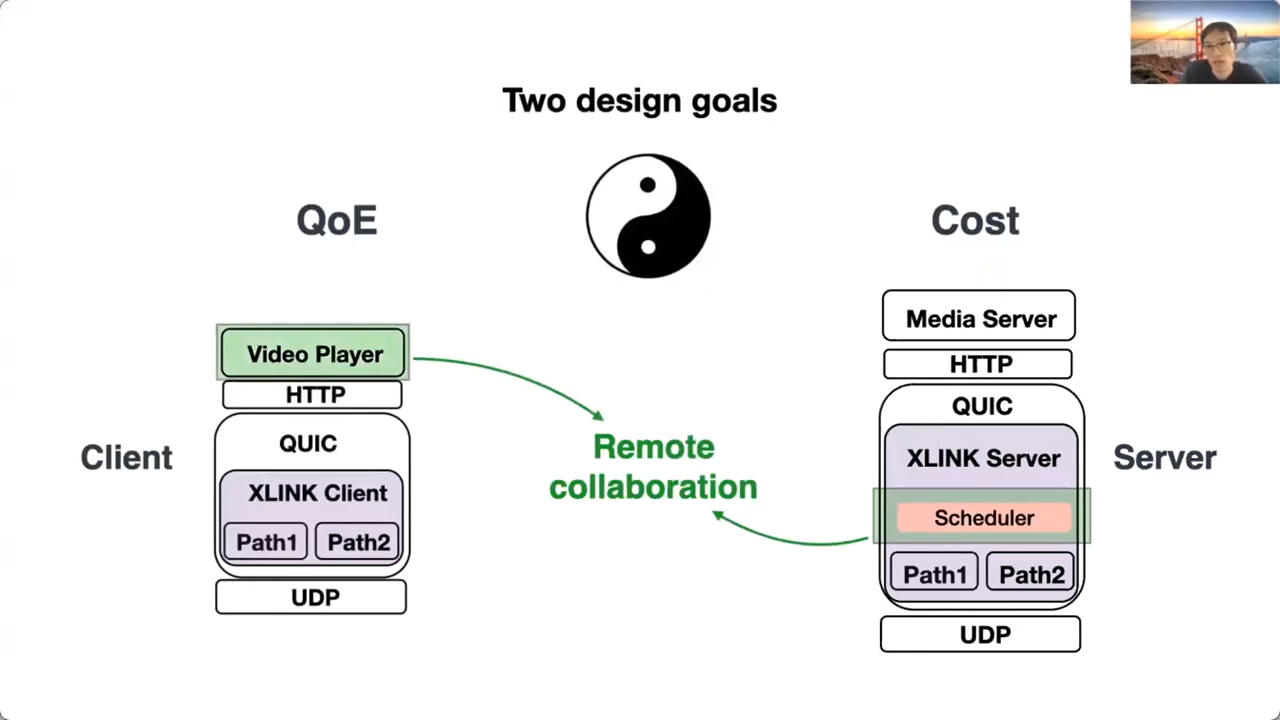 Two design goals
QoE
Cost
Video Player
HTTP
QUIC
XLINK Client
Path1 Path2
UDP
Client
Remote
collaboration
Media Server
HTTP
QUIC
XLINK Server
Scheduler
Path1 Path2
UDP
Server